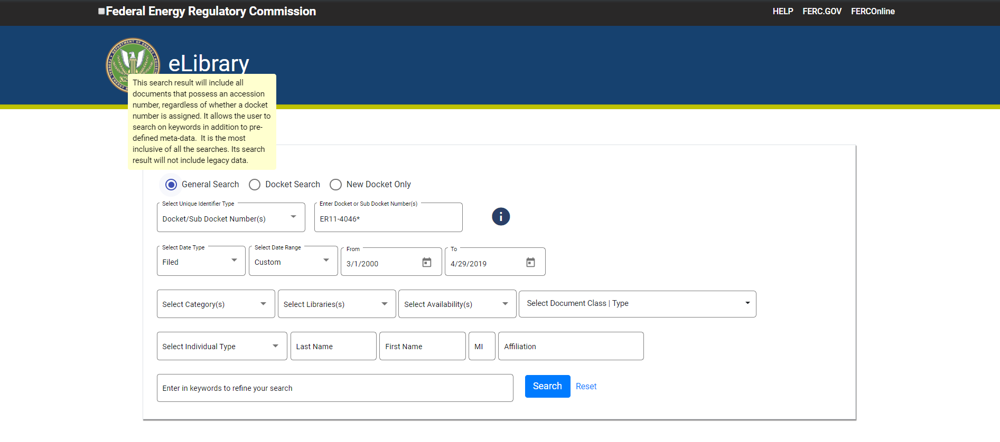 Federal Energy Regulatory Commission
HELP FERC.GOV FERCOnline
eLibrary
DEPARTMENT OF ENERGY
FEDERAL ENERGY
This search result will include all
documents that possess an accession
number, regardless of whether a docket
number is assigned. It allows the user to
search on keywords in addition to pre-
defined meta-data.  It is the most
inclusive of all the searches. Its search
result will not include legacy data.
General Search Docket Search New Docket Only
Select Unique Identifier Type Enter Docket or Sub Docket Number(s)
Docket/Sub Docket Number(s) ER11-4046*
i
Select Date Type Select Date Range From To
Filed Custom 3/1/2000 4/29/2019
Select Category(s) Select Libraries(s) Select Availability(s) Select Document Class | Type
Select Individual Type Last Name First Name MI Affiliation
Enter in keywords to refine your search Search Reset